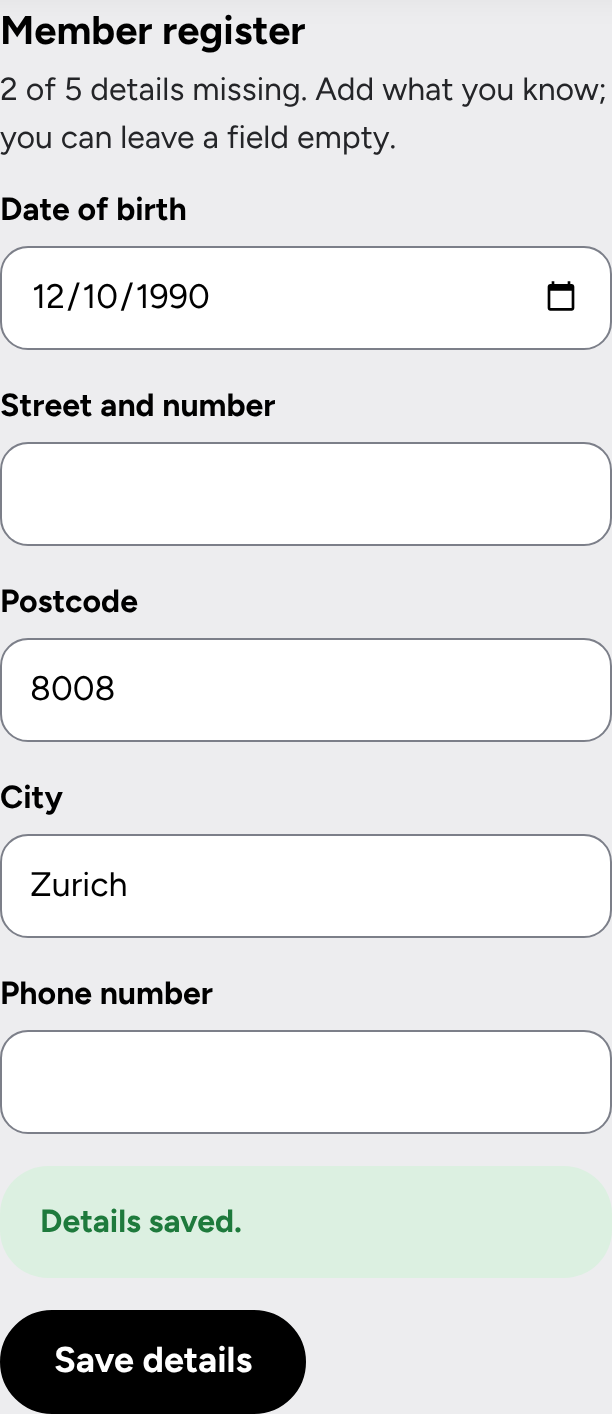 Member register
2 of 5 details missing. Add what you know;
you can leave a field empty.
Date of birth
12/10/1990
Street and number
Postcode
8008
City
Zurich
Phone number
Details saved.
Save details